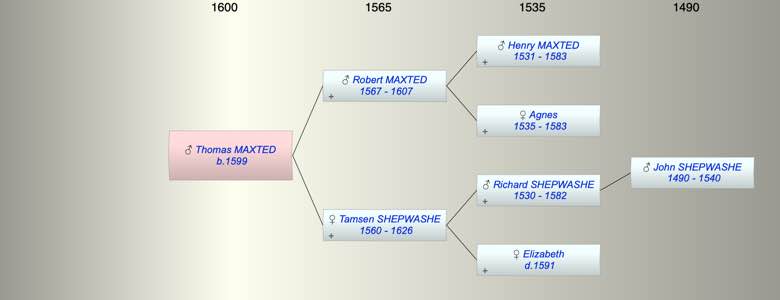 1600 1565 1535 1490
♂ Henry MAXTED
1531 - 1583
+
♂ Robert MAXTED
1567 - 1607
+
♀ Agnes
1535 - 1583
+
♂ Thomas MAXTED
b.1599
♂ John SHEPWASHE
1490 - 1540
♂ Richard SHEPWASHE
1530 - 1582
+
♀ Tamsen SHEPWASHE
1560 - 1626
+
♀ Elizabeth
d.1591
+